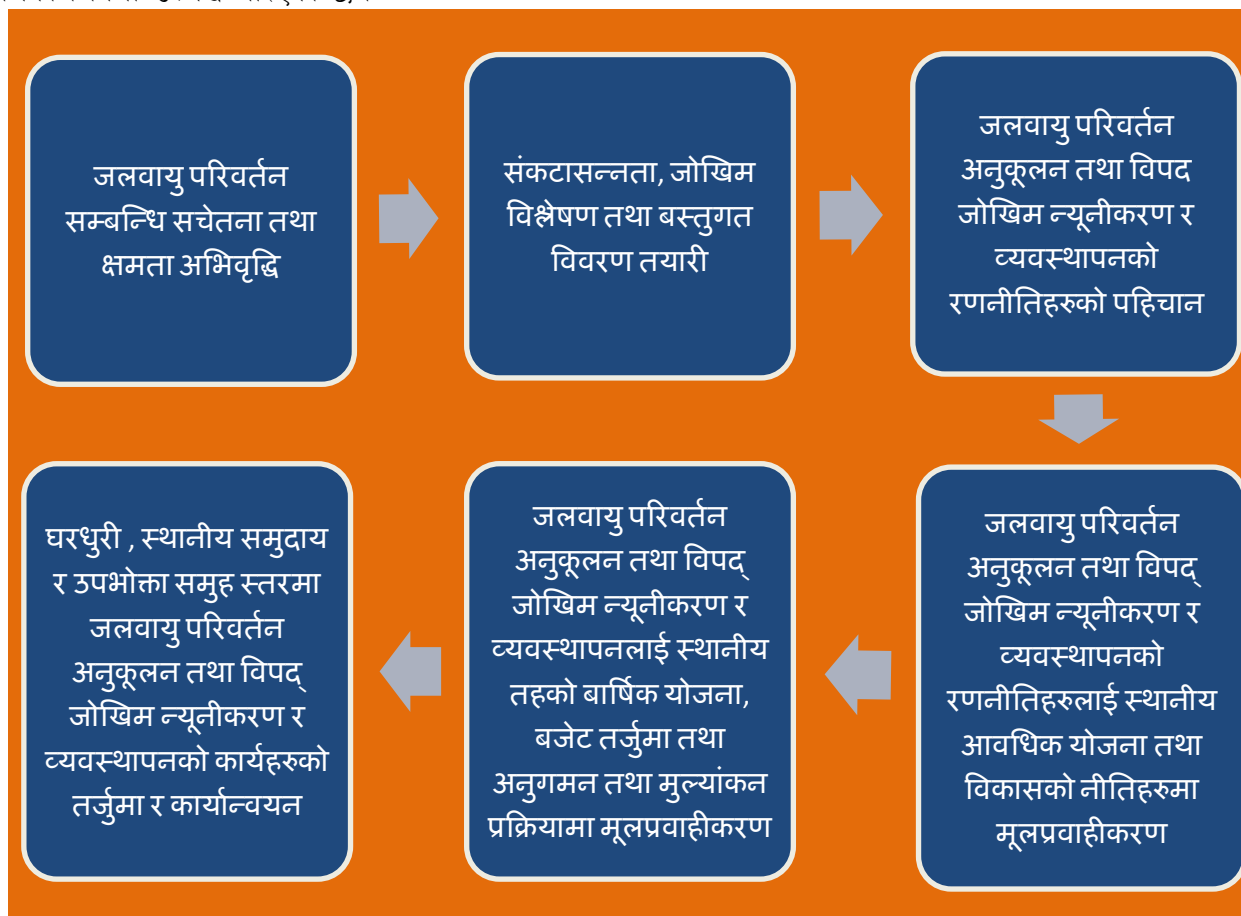 जलवायु परिवर्तन
सम्बन्धि सचेतना तथा
क्षमता अभिवृद्धि
संकटासन्नता, जोखिम
विश्लेषण तथा बस्तुगत
विवरण तयारी
जलवायु परिवर्तन
अनुकूलन तथा विपद
जोखिम न्यूनीकरण र
व्यवस्थापनको
रणनीतिहरुको पहिचान
जलवायु परिवर्तन
अनुकूलन तथा विपद्
जोखिम न्यूनीकरण र
व्यवस्थापनको
रणनीतिहरुलाई स्थानीय
आवधिक योजना तथा
विकासको नीतिहरुमा
मूलप्रवाहीकरण
जलवायु परिवर्तन
अनुकूलन तथा विपद्
जोखिम न्यूनीकरण र
व्यवस्थापनलाई स्थानीय
तहको बार्षिक योजना,
बजेट तर्जुमा तथा
अनुगमन तथा मुल्यांकन
प्रक्रियामा मूलप्रवाहीकरण
घरधुरी , स्थानीय समुदाय
र उपभोक्ता समुह स्तरमा
जलवायु परिवर्तन
अनुकूलन तथा विपद्
जोखिम न्यूनीकरण र
व्यवस्थापनको कार्यहरुको
तर्जुमा र कार्यान्वयन